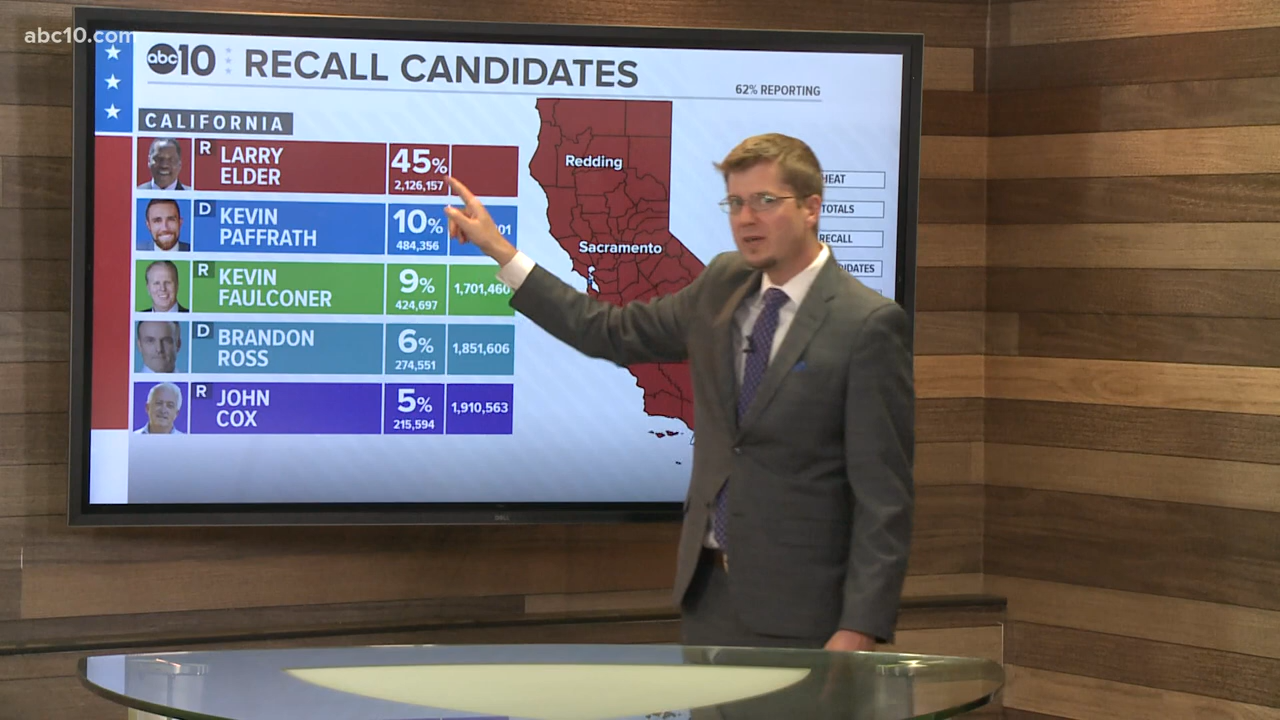 abc10.com
abc10 RECALL CANDIDATES
62% REPORTING
CALIFORNIA
R LARRY
ELDER
45%
2,126,157
D KEVIN
PAFFRATH
10%
484,356
R KEVIN
FAULCONER
9%
424,697
1,701,460
D BRANDON
ROSS
6%
274,551
1,851,606
R JOHN
COX
5%
215,594
1,910,563
Redding
Sacramento
TOTALS
RECALL